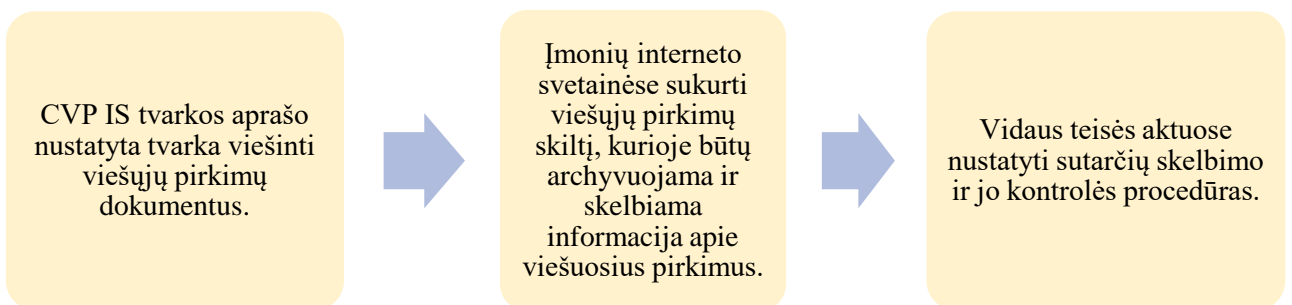 CVP IS tvarkos aprašo
nustatyta tvarka viešinti
viešųjų pirkimų
dokumentus.
Įmonių interneto
svetainėse sukurti
viešųjų pirkimų
skiltį, kurioje būtų
archyvuojama ir
skelbiama
informacija apie
viešuosius pirkimus.
Vidaus teisės aktuose
nustatyti sutarčių skelbimo
ir jo kontrolės procedūras.